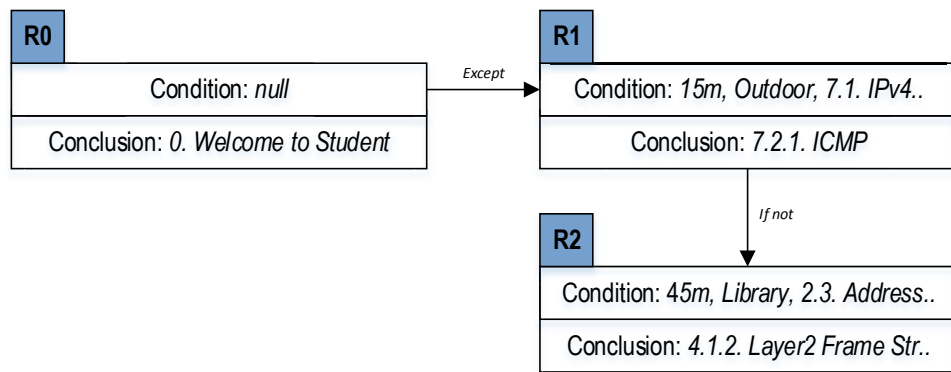 R0
Condition: null
Conclusion: 0. Welcome to Student
Except
R1
Condition: 15m, Outdoor, 7.1. IPv4..
Conclusion: 7.2.1. ICMP
If not
R2
Condition: 45m, Library, 2.3. Address..
Conclusion: 4.1.2. Layer2 Frame Str..